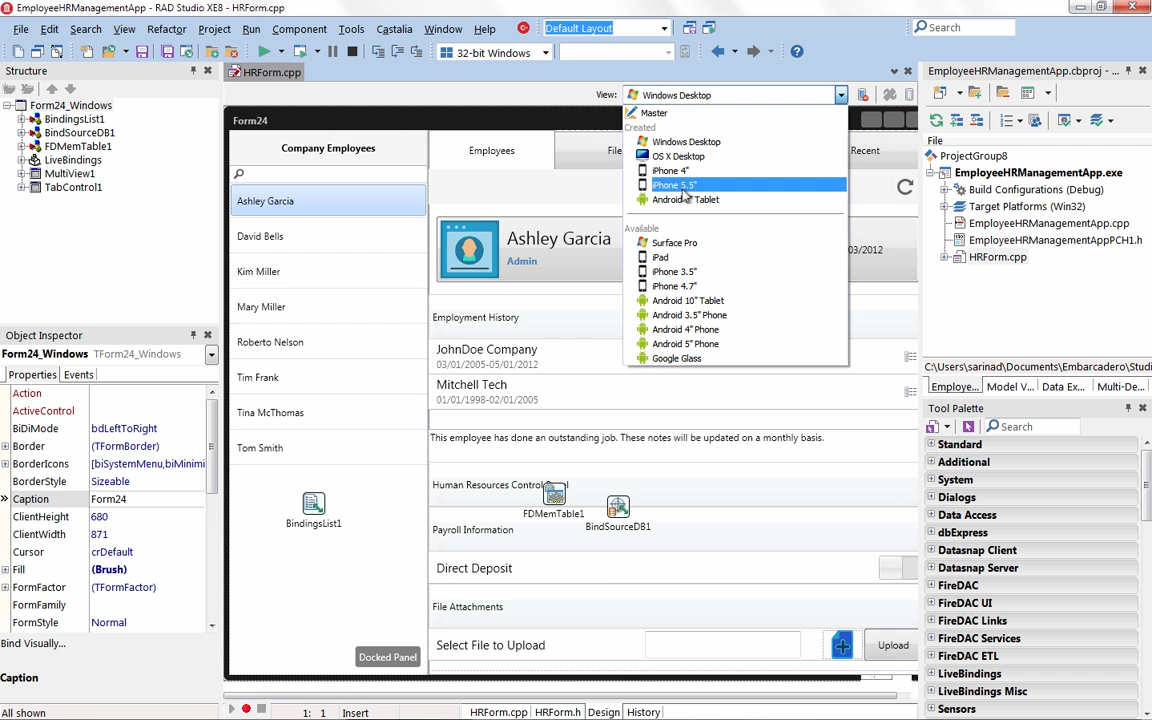 EmployeeHRManagementApp - RAD Studio XE8 - HRForm.cpp
File Edit Search View Refactor Project Run Component Tools Castalia Window Help Default Layout Search
32-bit Windows
Structure
Form24_Windows
BindingsList1
BindSourceDB1
FDMemTable1
LiveBindings
MultiView1
TabControl1
Object Inspector
Form24_Windows TForm24_Windows
Properties Events
Action
ActiveControl
BiDiMode bdLeftToRight
Border (TFormBorder)
BorderIcons [biSystemMenu,biMinimi
BorderStyle Sizeable
Caption Form24
ClientHeight 680
ClientWidth 871
Cursor crDefault
Fill (Brush)
FormFactor (TFormFactor)
FormFamily
FormStyle Normal
Bind Visually...
Caption
All shown
HRForm.cpp
View: Windows Desktop
Master
Created
Windows Desktop
OS X Desktop
iPhone 4"
iPhone 5.5"
Android Tablet
Available
Surface Pro
iPad
iPhone 3.5"
iPhone 4.7"
Android 10" Tablet
Android 3.5" Phone
Android 4" Phone
Android 5" Phone
Google Glass
Form24
Company Employees
Ashley Garcia
David Bells
Kim Miller
Mary Miller
Roberto Nelson
Tim Frank
Tina McThomas
Tom Smith
BindingsList1
Docked Panel
Employees File Recent
Ashley Garcia
Admin
03/2012
Employment History
JohnDoe Company
03/01/2005-05/01/2012
Mitchell Tech
01/01/1998-02/01/2005
This employee has done an outstanding job. These notes will be updated on a monthly basis.
Human Resources Control
FDMemTable1
BindSourceDB1
Payroll Information
Direct Deposit
File Attachments
Select File to Upload Upload
1: 1 Insert HRForm.cpp HRForm.h Design History
EmployeeHRManagementApp.cbproj - ...
File
ProjectGroup8
EmployeeHRManagementApp.exe
Build Configurations (Debug)
Target Platforms (Win32)
EmployeeHRManagementApp.cpp
EmployeeHRManagementAppPCH1.h
HRForm.cpp
C:\Users\sarinad\Documents\Embarcadero\Studi
Employe... Model V... Data Ex... Multi-De...
Tool Palette
Search
Standard
Additional
System
Dialogs
Data Access
dbExpress
Datasnap Client
Datasnap Server
FireDAC
FireDAC UI
FireDAC Links
FireDAC Services
FireDAC ETL
LiveBindings
LiveBindings Misc
Sensors